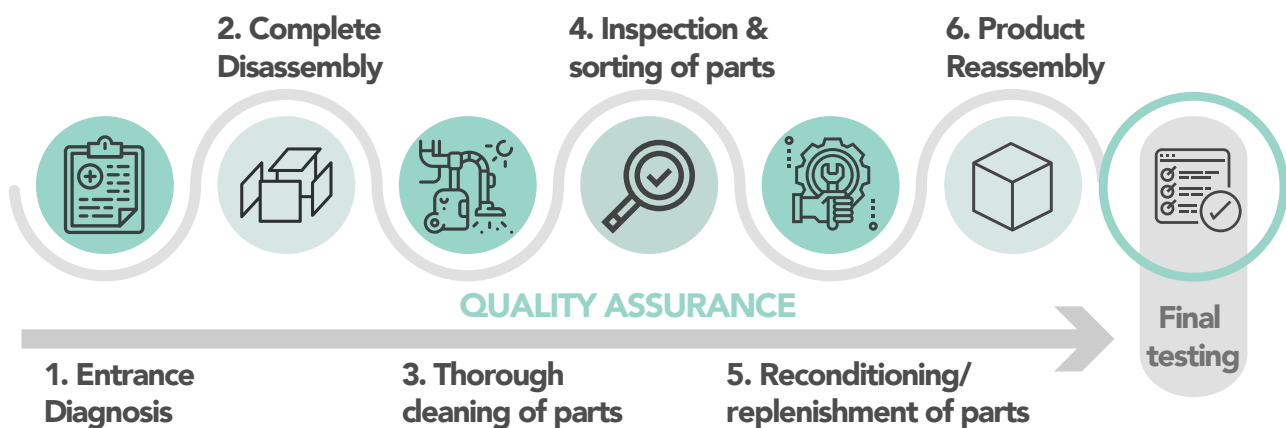 2. Complete
Disassembly
4. Inspection &
sorting of parts
6. Product
Reassembly
QUALITY ASSURANCE
Final
testing
1. Entrance
Diagnosis
3. Thorough
cleaning of parts
5. Reconditioning/
replenishment of parts